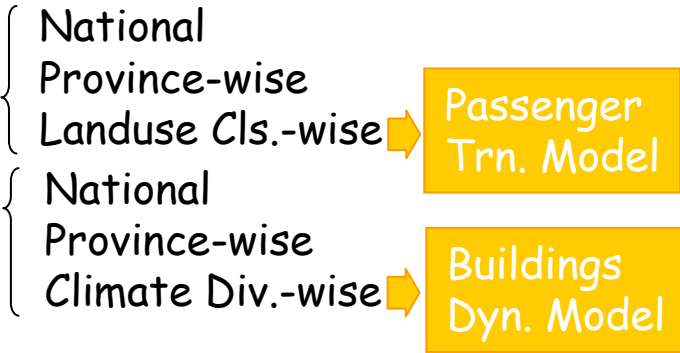 National
Province-wise
Landuse Cls.-wise
Passenger
Trn. Model
National
Province-wise
Climate Div.-wise
Buildings
Dyn. Model